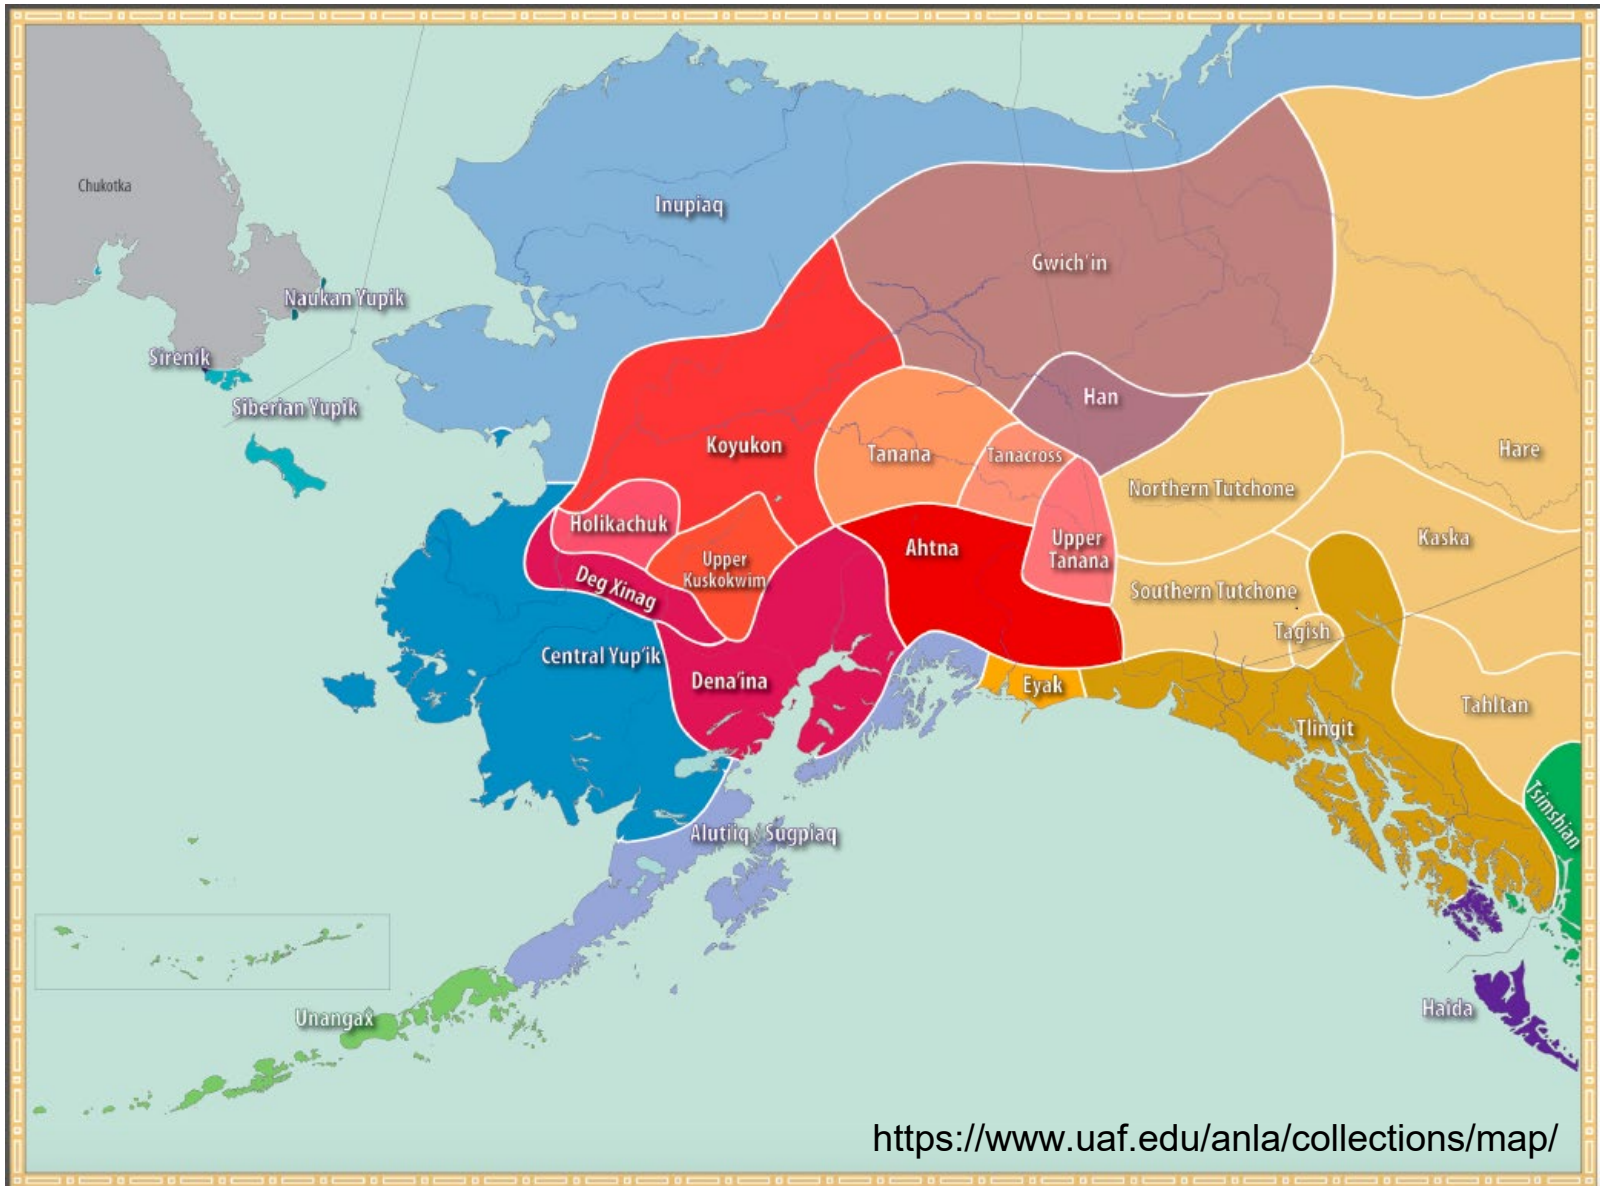 Chukotka
Inupiaq
Gwich'in
Naukan Yupik
Sirenik
Siberian Yupik
Han
Koyukon
Tanana
Tanacross
Hare
Northern Tutchone
Holikachuk
Upper
Kuskokwim
Ahtna
Upper
Tanana
Kaska
Deg Xinag
Southern Tutchone
Tagish
Central Yup'ik
Dena'ina
Eyak
Tahltan
Tlingit
Tsimshian
Alutiiq Sugpiaq
Unangax̂
Haida
https://www.uaf.edu/anla/collections/map/